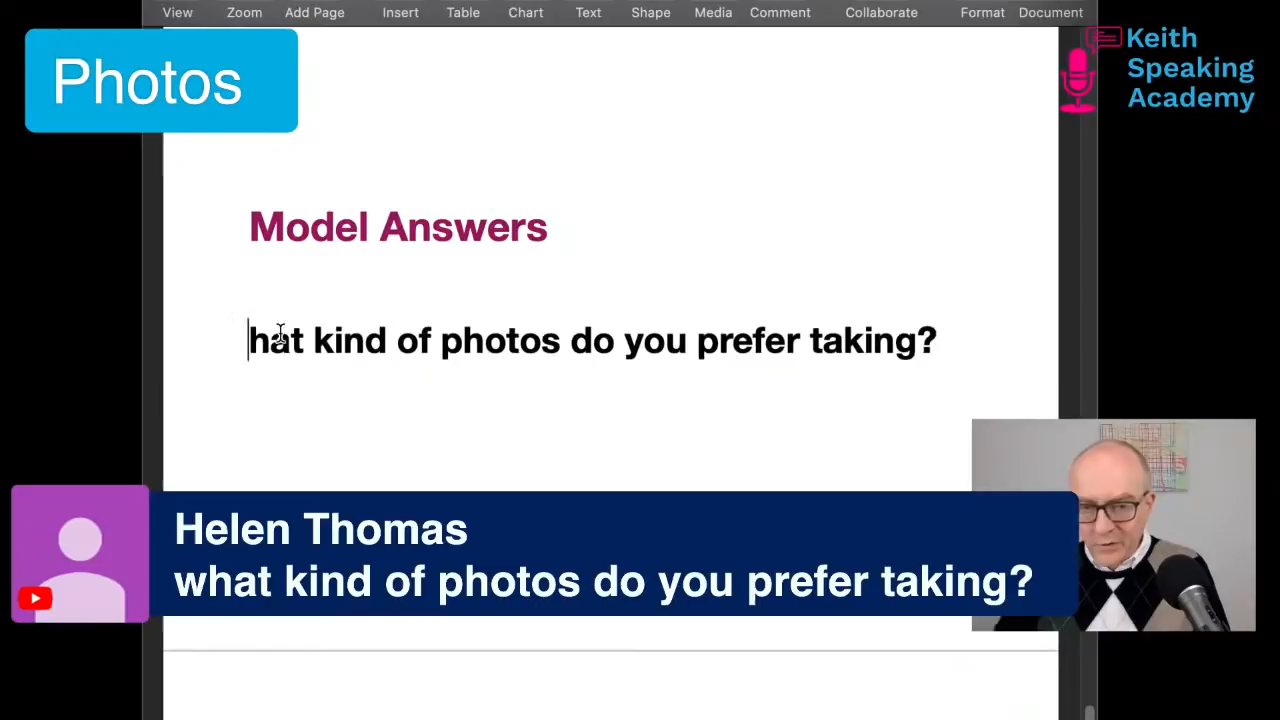 View Zoom Add Page Insert Table Chart Text Shape Media Comment Collaborate Format Document
Photos
Keith
Speaking
Academy
Model Answers
hat kind of photos do you prefer taking?
Helen Thomas
what kind of photos do you prefer taking?